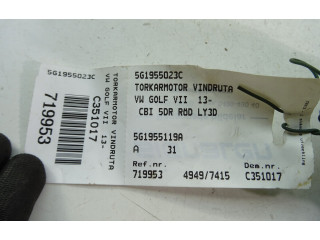 5G1955023C
TORKARMOTOR VINDRUTA
VW GOLF VII 13-
C351017
719953
5G1955023C
TORKARMOTOR VINDRUTA
VW GOLF VII 13-
CBI 5DR RÖD LY3D
5G1955119A
A 31
Ref.nr. Dem.nr.
719953 4949/7415 C351017